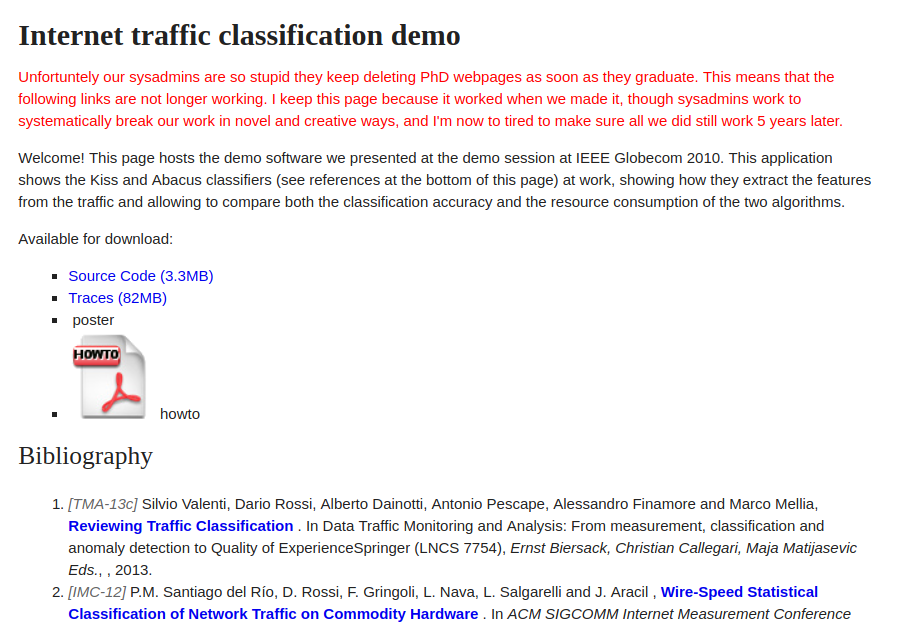 Internet traffic classification demo
Unfortuntely our sysadmins are so stupid they keep deleting PhD webpages as soon as they graduate. This means that the
following links are not longer working. I keep this page because it worked when we made it, though sysadmins work to
systematically break our work in novel and creative ways, and I'm now to tired to make sure all we did still work 5 years later.
Welcome! This page hosts the demo software we presented at the demo session at IEEE Globecom 2010. This application
shows the Kiss and Abacus classifiers (see references at the bottom of this page) at work, showing how they extract the features
from the traffic and allowing to compare both the classification accuracy and the resource consumption of the two algorithms.
Available for download:
Source Code (3.3MB)
Traces (82MB)
poster
HOWTO
howto
Bibliography
1. [TMA-13c] Silvio Valenti, Dario Rossi, Alberto Dainotti, Antonio Pescape, Alessandro Finamore and Marco Mellia,
Reviewing Traffic Classification . In Data Traffic Monitoring and Analysis: From measurement, classification and
anomaly detection to Quality of ExperienceSpringer (LNCS 7754), Ernst Biersack, Christian Callegari, Maja Matijasevic
Eds., , 2013.
2. [IMC-12] P.M. Santiago del Río, D. Rossi, F. Gringoli, L. Nava, L. Salgarelli and J. Aracil , Wire-Speed Statistical
Classification of Network Traffic on Commodity Hardware . In ACM SIGCOMM Internet Measurement Conference